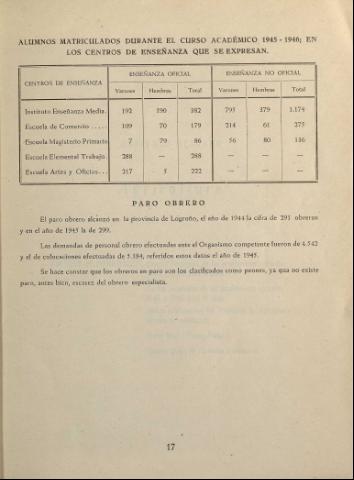 ALUMNOS MATRICULADOS DURANTE EL CURSO ACADÉMICO 1945 - 1946; EN
LOS CENTROS DE ENSEÑANZA QUE SE EXPRESAN.
CENTROS DE ENSEÑANZA ENSEÑANZA OFICIAL ENSEÑANZA NO OFICIAL
Varones Hembras Total Varones Hembras Total
Instituto Enseñanza Media. 192 190 382 795 379 1.174
Escuela de Comercio ..... 109 70 179 214 61 275
Escuela Magisterio Primario 7 79 86 56 80 136
Escuela Elemental Trabajo. 288 — 288 — — —
Escuela Artes y Oficios... 217 5 222 — — —
PARO OBRERO
El paro obrero alcanzó en la provincia de Logroño, el año de 1944 la cifra de 291 obreros
y en el año de 1945 la de 299.
Las demandas de personal obrero efectuadas ante el Organismo competente fueron de 4.542
y el de colocaciones efectuadas de 3.184, referidos estos datos el año de 1945.
Se hace constar que los obreros en paro son los clasificados como peones, ya que no existe
paro, antes bien, escasez del obrero especialista.
17